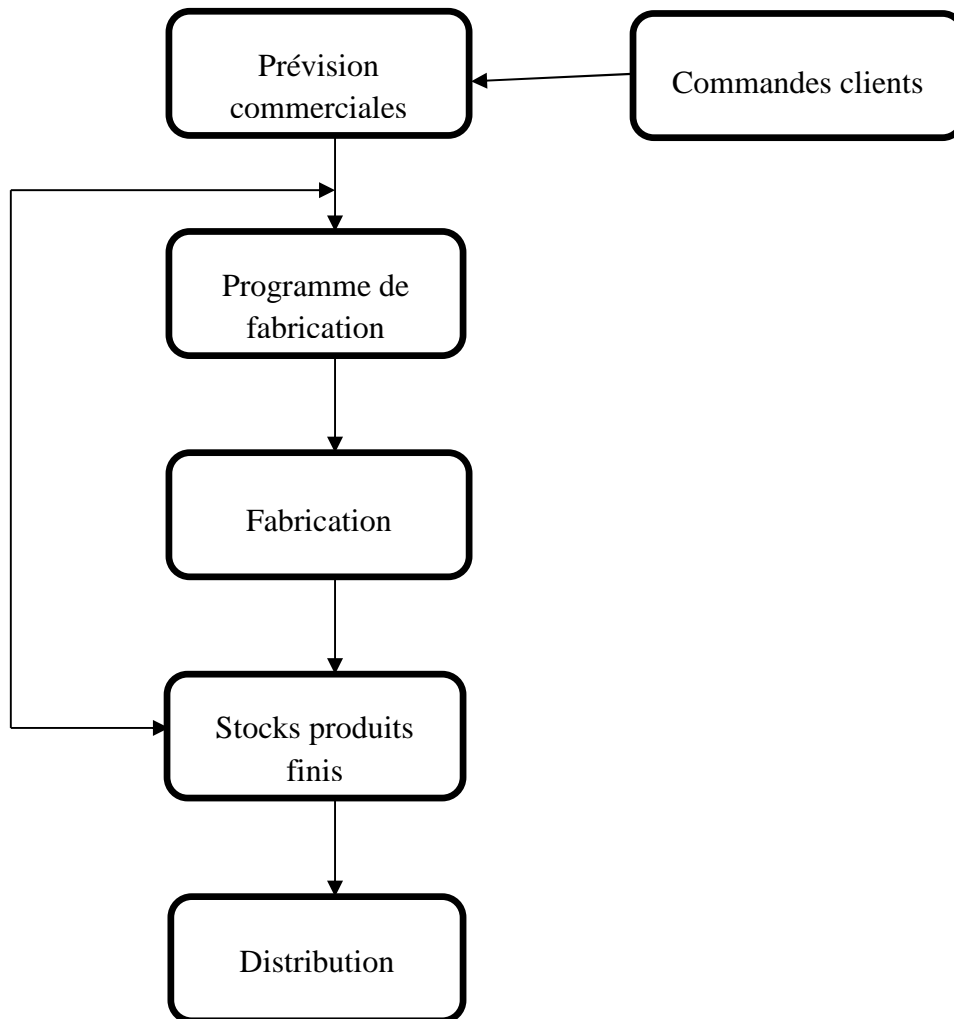 Prévision
commerciales
Commandes clients
Programme de
fabrication
Fabrication
Stocks produits
finis
Distribution